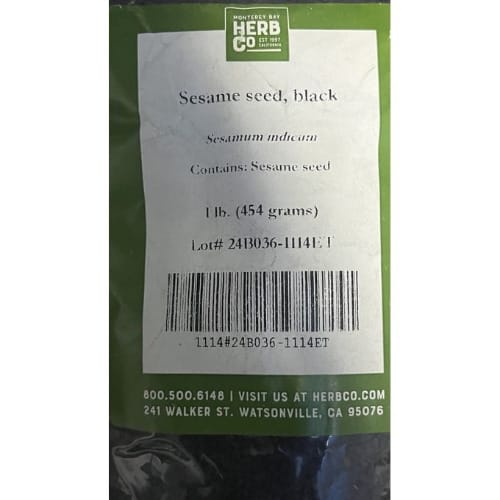 MONTEREY BAY
HERB
CO EST 1997
CALIFORNIA
Sesame seed, black
Sesamum indicum
Contains: Sesame seed
1 lb. (454 grams)
Lot# 24B036-1114ET
1114#24B036-1114ET
800.500.6148 | VISIT US AT HERBCO.COM
241 WALKER ST. WATSONVILLE, CA 95076